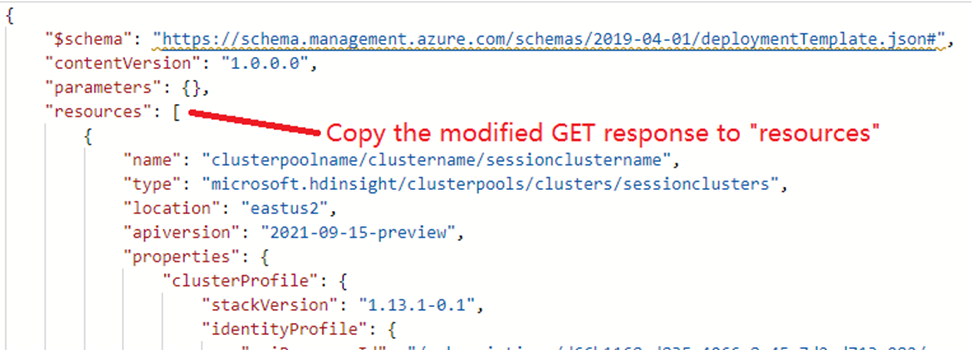 {
"$schema": "https://schema.management.azure.com/schemas/2019-04-01/deploymentTemplate.json#",
"contentVersion": "1.0.0.0",
"parameters": {},
"resources": [
Copy the modified GET response to "resources"
{
"name": "clusterpoolname/clustername/sessionclustername",
"type": "microsoft.hdinsight/clusterpools/clusters/sessionclusters",
"location": "eastus2",
"apiversion": "2021-09-15-preview",
"properties": {
"clusterProfile": {
"stackVersion": "1.13.1-0.1",
"identityProfile": {